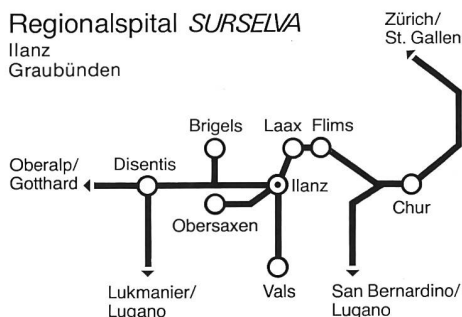 Regionalspital SURSELVA
Ilanz
Graubünden
Zürich/
St. Gallen
Brigels
Laax
Flims
Oberalp/
Gotthard
Disentis
Ilanz
Chur
Obersaxen
Lukmanier/
Lugano
Vals
San Bernardino/
Lugano